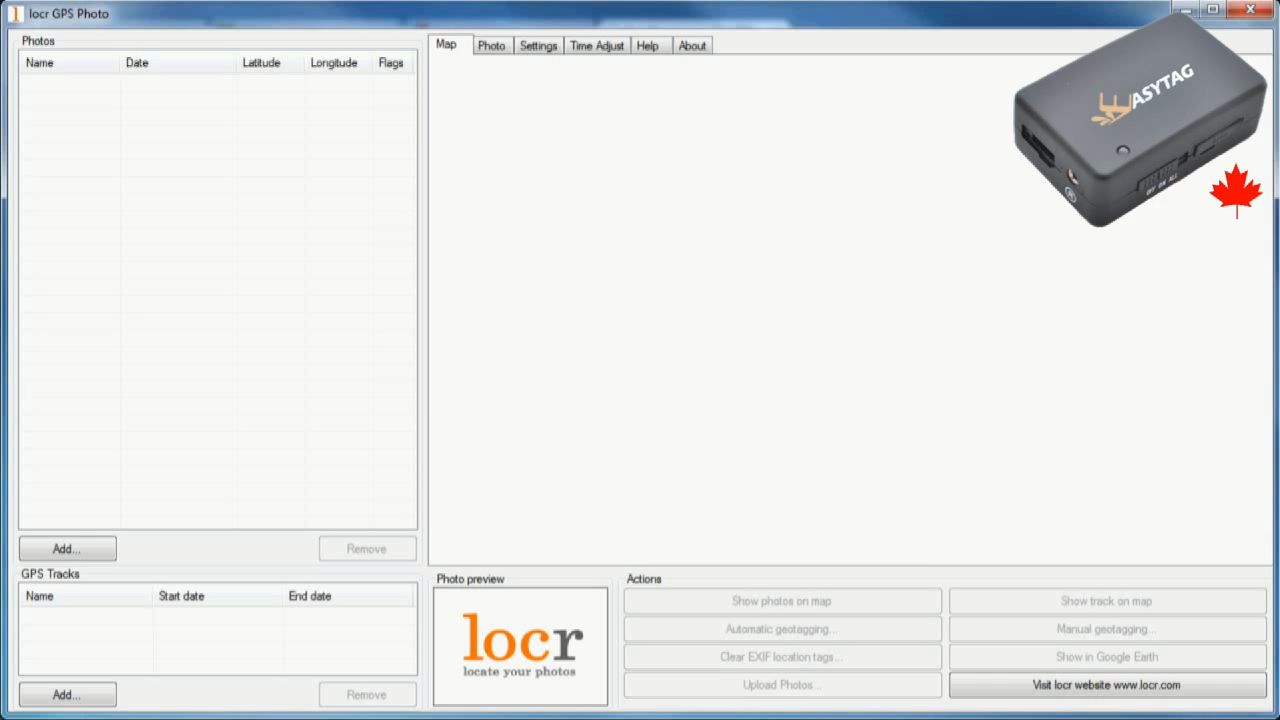 locr GPS Photo
Photos
Name Date Latitude Longitude Flags
Map Photo Settings Time Adjust Help About
EASYTAG
OFF ON ALL
Add... Remove
GPS Tracks
Name Start date End date
Add... Remove
Photo preview
locr
locate your photos
Actions
Show photos on map Show track on map
Automatic geotagging... Manual geotagging...
Clear EXIF location tags... Show in Google Earth
Upload Photos... Visit locr website www.locr.com